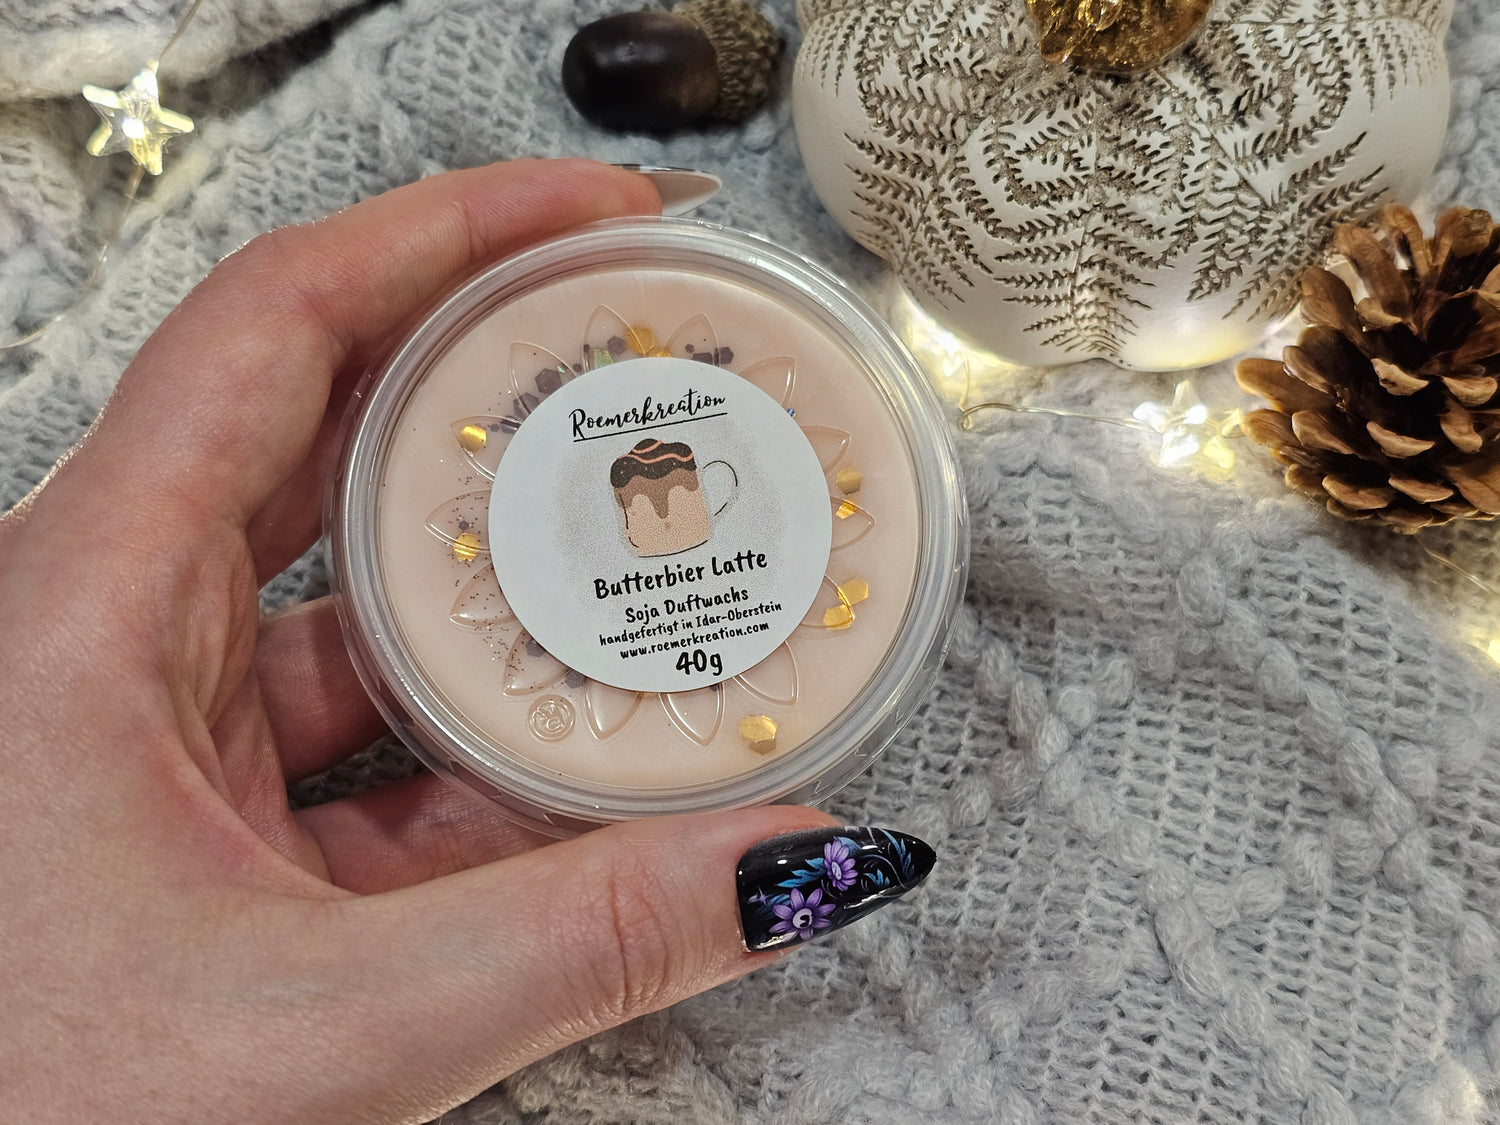 Roemerkreation
Butterbier Latte
Soja Duftwachs
handgefertigt in Idar-Oberstein
www.roemerkreation.com
40g